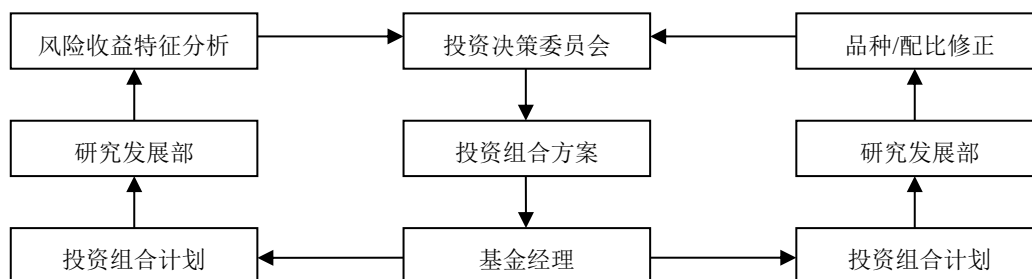 风险收益特征分析
投资决策委员会
品种/配比修正
研究发展部
投资组合方案
研究发展部
投资组合计划
基金经理
投资组合计划